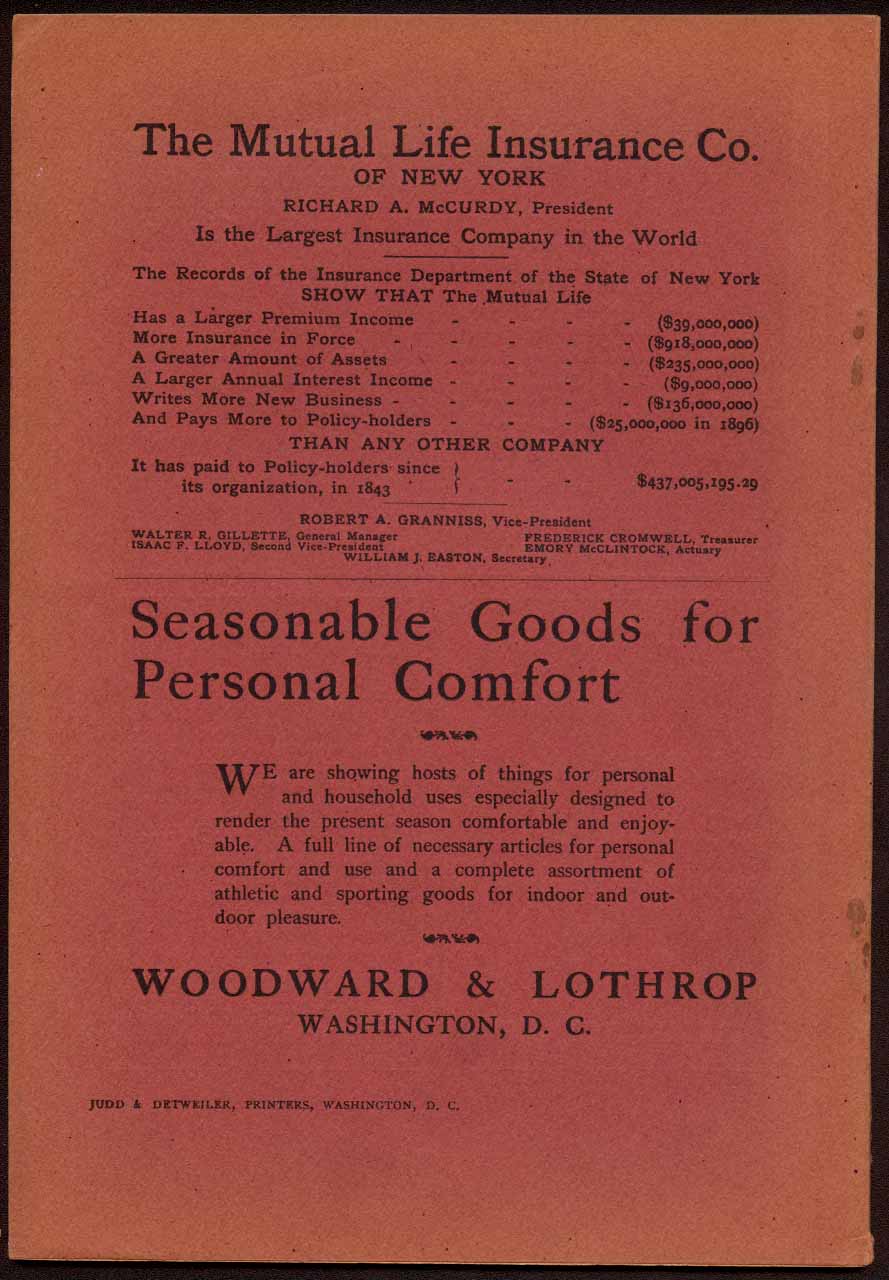 The Mutual Life Insurance Co.
OF NEW YORK
RICHARD A. McCURDY, President
Is the Largest Insurance Company in the World
The Records of the Insurance Department of the State of New York
SHOW THAT The Mutual Life
Has a Larger Premium Income - - - - ($39,000,000)
More Insurance in Force - - - - - ($918,000,000)
A Greater Amount of Assets - - - - ($235,000,000)
A Larger Annual Interest Income - - - - ($9,000,000)
Writes More New Business - - - - - ($136,000,000)
And Pays More to Policy-holders - - - ($25,000,000 in 1896)
THAN ANY OTHER COMPANY
It has paid to Policy-holders since
its organization, in 1843 } - - $437,005,195.29
ROBERT A. GRANNISS, Vice-President
WALTER R. GILLETTE, General Manager FREDERICK CROMWELL, Treasurer
ISAAC F. LLOYD, Second Vice-President EMORY McCLINTOCK, Actuary
WILLIAM J. EASTON, Secretary
Seasonable Goods for
Personal Comfort
WE are showing hosts of things for personal
and household uses especially designed to
render the present season comfortable and enjoy-
able. A full line of necessary articles for personal
comfort and use and a complete assortment of
athletic and sporting goods for indoor and out-
door pleasure.
WOODWARD & LOTHROP
WASHINGTON, D. C.
JUDD & DETWEILER, PRINTERS, WASHINGTON, D. C.